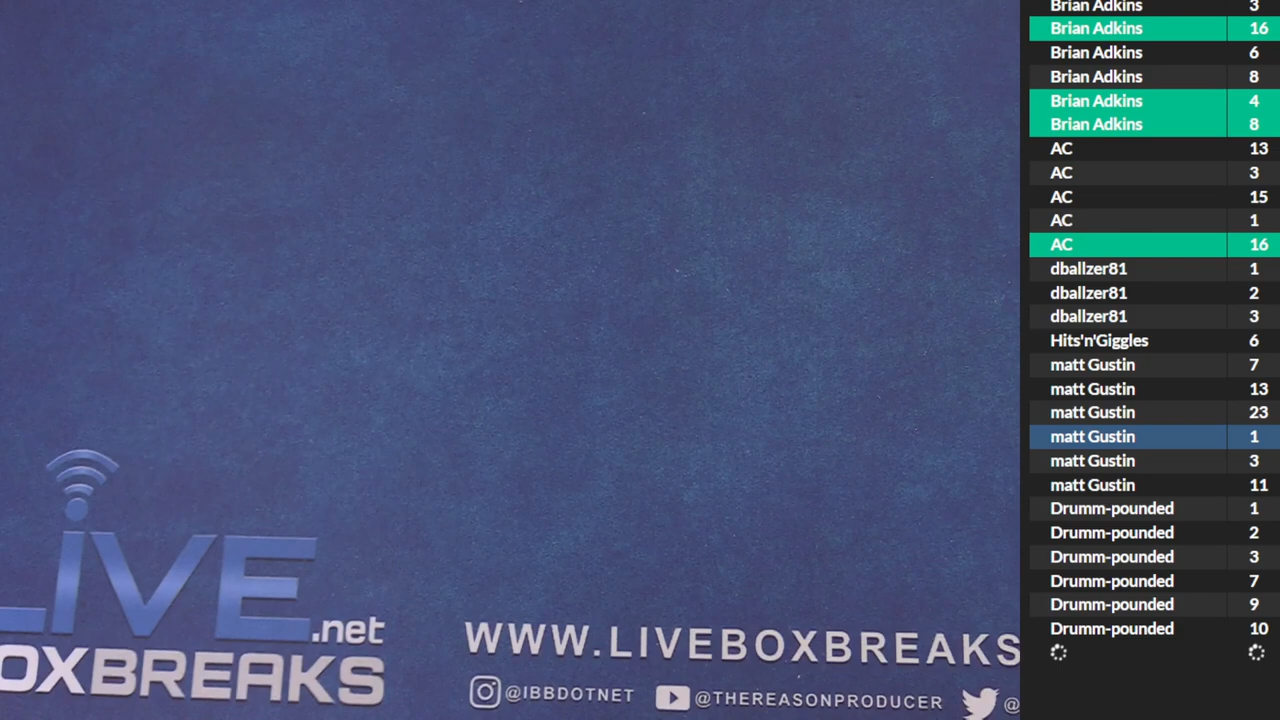 Brian Adkins 3
Brian Adkins 16
Brian Adkins 6
Brian Adkins 8
Brian Adkins 4
Brian Adkins 8
AC 13
AC 3
AC 15
AC 1
AC 16
dballzer81 1
dballzer81 2
dballzer81 3
Hits'n'Giggles 6
matt Gustin 7
matt Gustin 13
matt Gustin 23
matt Gustin 1
matt Gustin 3
matt Gustin 11
Drumm-pounded 1
Drumm-pounded 2
Drumm-pounded 3
Drumm-pounded 7
Drumm-pounded 9
Drumm-pounded 10
LiVE.net
OXBREAKS
WWW.LIVEBOXBREAKS
@IBBDOTNET @THEREASONPRODUCER @